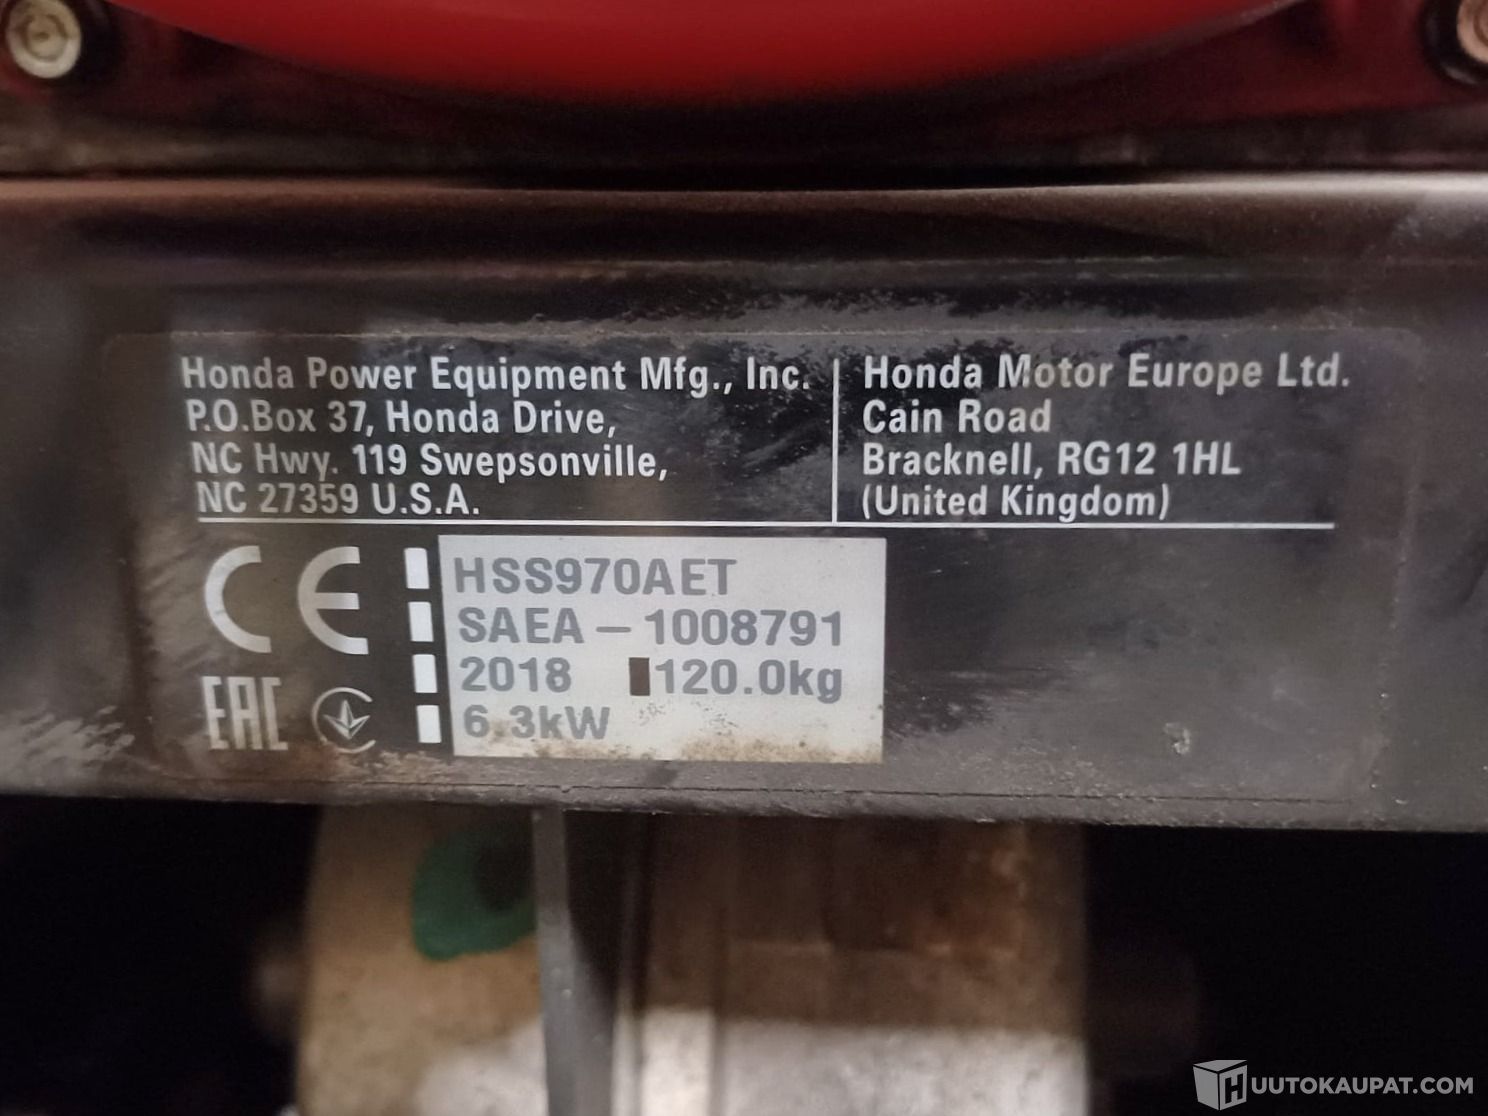 Honda Power Equipment Mfg., Inc.
P.O.Box 37, Honda Drive,
NC Hwy. 119 Swepsonville,
NC 27359 U.S.A.
Honda Motor Europe Ltd.
Cain Road
Bracknell, RG12 1HL
(United Kingdom)
CE
EAC
HSS970AET
SAEA – 1008791
2018 120.0kg
6.3kW
HUUTOKAUPAT.COM